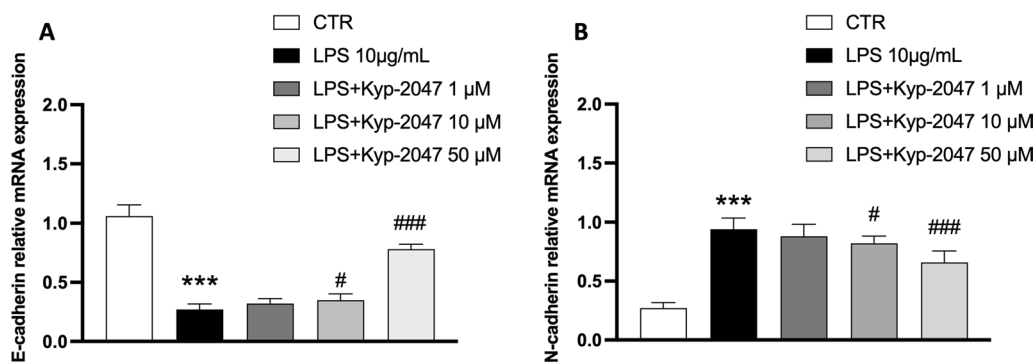 A
CTR
LPS 10µg/mL
LPS+Kyp-2047 1 µM
LPS+Kyp-2047 10 µM
LPS+Kyp-2047 50 µM
E-cadherin relative mRNA expression
2.0
1.5
1.0
0.5
0.0
***
#
###
B
CTR
LPS 10µg/mL
LPS+Kyp-2047 1 µM
LPS+Kyp-2047 10 µM
LPS+Kyp-2047 50 µM
N-cadherin relative mRNA expression
2.0
1.5
1.0
0.5
0.0
***
#
###